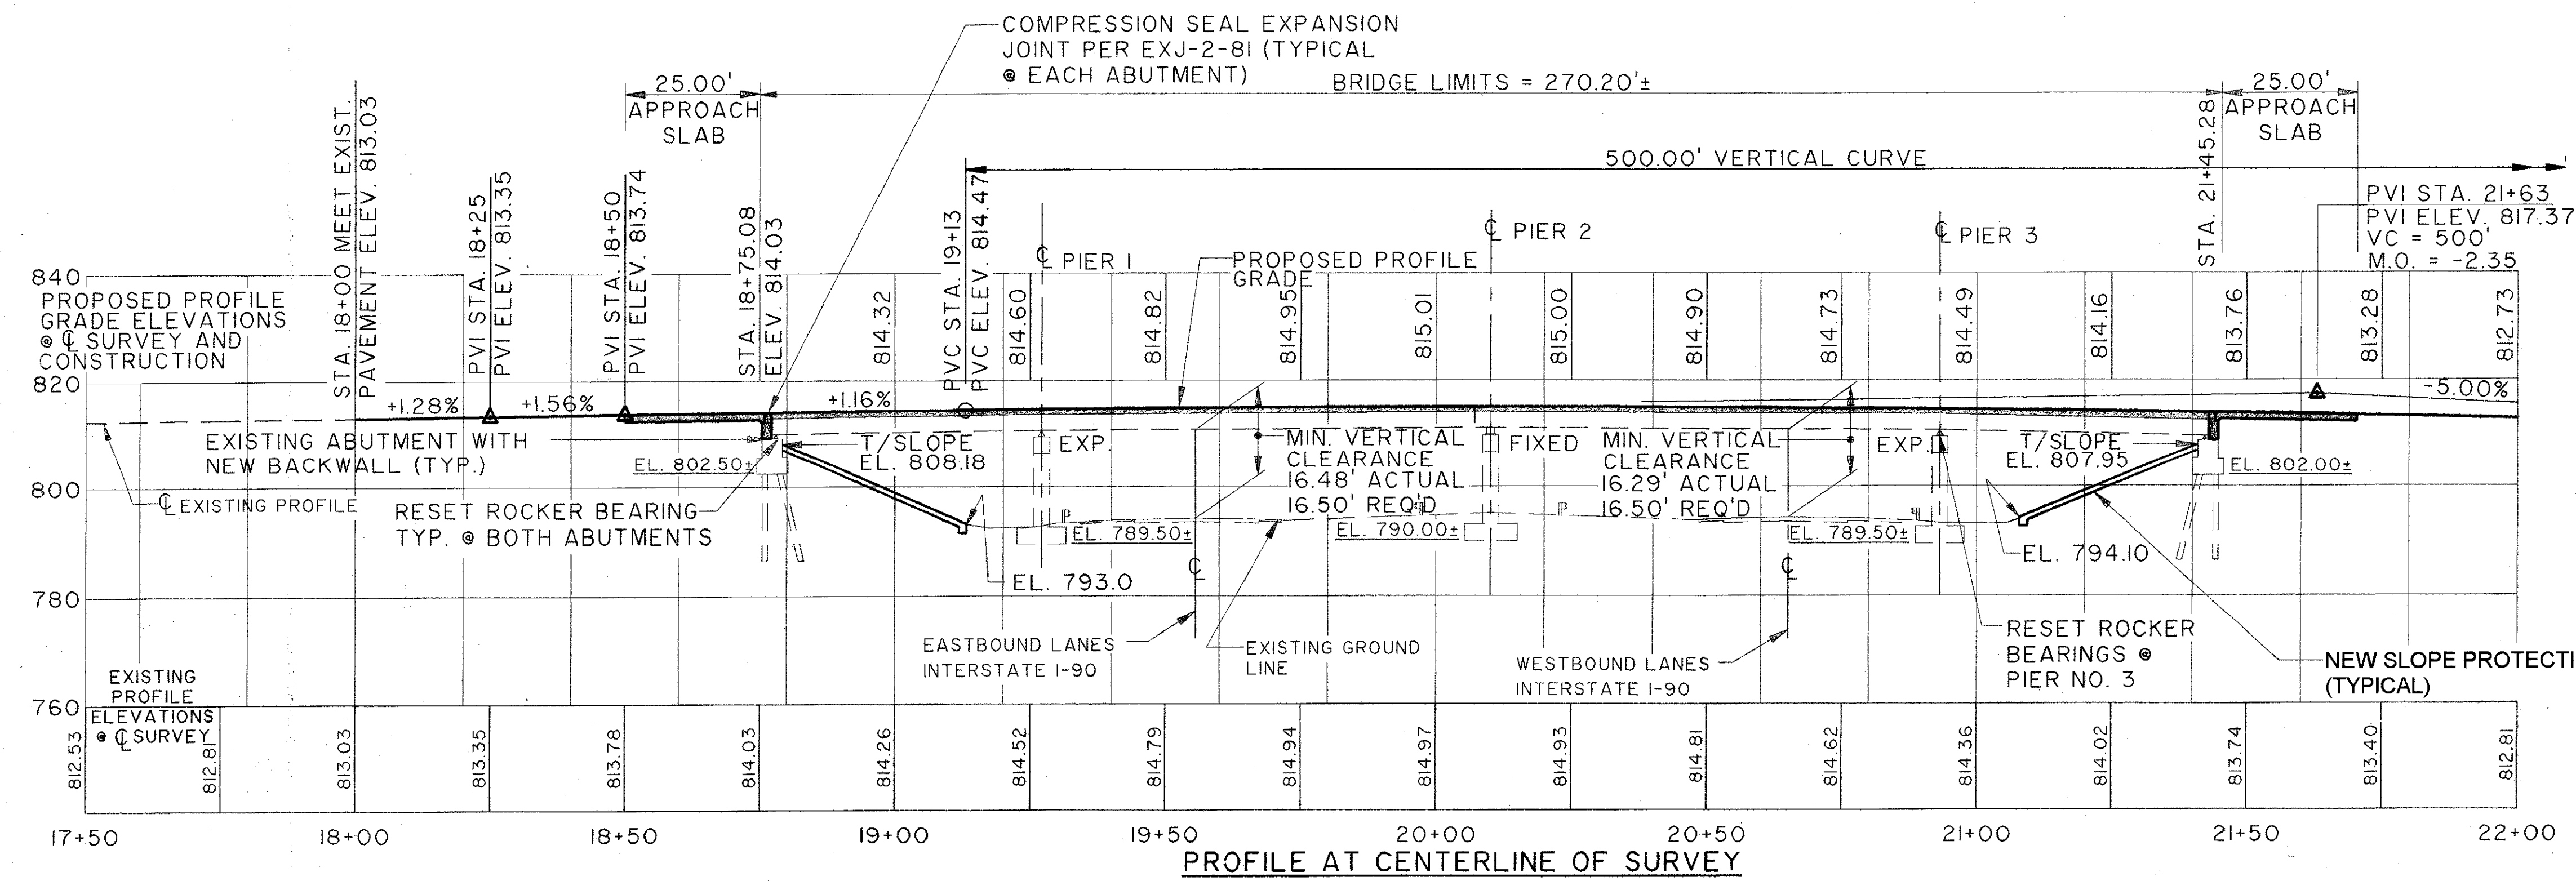 COMPRESSION SEAL EXPANSION
JOINT PER EXJ-2-81 (TYPICAL
@ EACH ABUTMENT)
25.00'
APPROACH
SLAB
BRIDGE LIMITS = 270.20'±
25.00'
APPROACH
SLAB
500.00' VERTICAL CURVE
STA. 18+00 MEET EXIST.
PAVEMENT ELEV. 813.03
PVI STA. 18+25
PVI ELEV. 813.35
PVI STA. 18+50
PVI ELEV. 813.74
STA. 18+75.08
ELEV. 814.03
PVC STA. 19+13
PVC ELEV. 814.47
STA. 21+45.28
PVI STA. 21+63
PVI ELEV. 817.37
VC = 500'
M.O. = -2.35
℄ PIER 1
℄ PIER 2
℄ PIER 3
PROPOSED PROFILE
GRADE
840
820
800
780
760
PROPOSED PROFILE
GRADE ELEVATIONS
@ ℄ SURVEY AND
CONSTRUCTION
814.32
814.60
814.82
814.95
815.01
815.00
814.90
814.73
814.49
814.16
813.76
813.28
812.73
+1.28%
+1.56%
+1.16%
-5.00%
EXISTING ABUTMENT WITH
NEW BACKWALL (TYP.)
EL. 802.50±
T/SLOPE
EL. 808.18
EXP.
MIN. VERTICAL
CLEARANCE
16.48' ACTUAL
16.50' REQ'D
FIXED
MIN. VERTICAL
CLEARANCE
16.29' ACTUAL
16.50' REQ'D
EXP.
T/SLOPE
EL. 807.95
EL. 802.00±
℄ EXISTING PROFILE
RESET ROCKER BEARING
TYP. @ BOTH ABUTMENTS
EL. 789.50±
EL. 790.00±
EL. 789.50±
EL. 793.0
EL. 794.10
℄
℄
EASTBOUND LANES
INTERSTATE I-90
EXISTING GROUND
LINE
WESTBOUND LANES
INTERSTATE I-90
RESET ROCKER
BEARINGS @
PIER NO. 3
NEW SLOPE PROTECTI
(TYPICAL)
EXISTING
PROFILE
ELEVATIONS
@ ℄ SURVEY
812.53
812.81
813.03
813.35
813.78
814.03
814.26
814.52
814.79
814.94
814.97
814.93
814.81
814.62
814.36
814.02
813.74
813.40
812.81
17+50
18+00
18+50
19+00
19+50
20+00
20+50
21+00
21+50
22+00
PROFILE AT CENTERLINE OF SURVEY